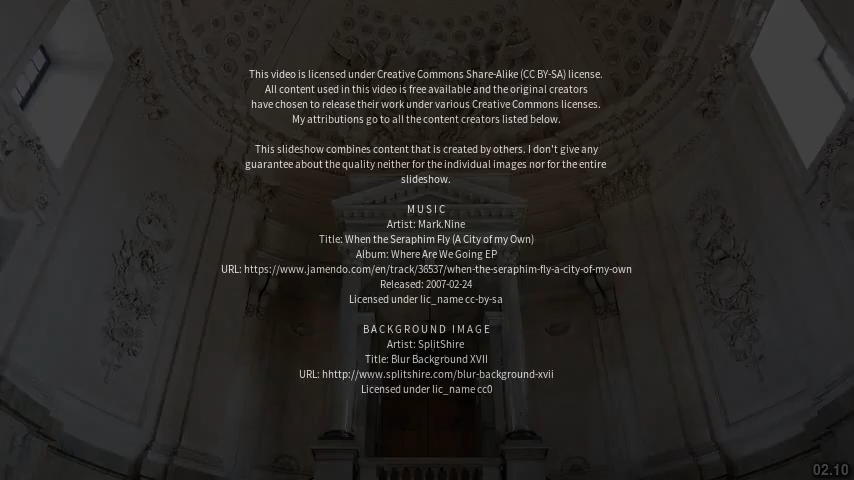 This video is licensed under Creative Commons Share-Alike (CC BY-SA) license.
All content used in this video is free available and the original creators
have chosen to release their work under various Creative Commons licenses.
My attributions go to all the content creators listed below.
This slideshow combines content that is created by others. I don't give any
guarantee about the quality neither for the individual images nor for the entire
slideshow.
MUSIC
Artist: Mark.Nine
Title: When the Seraphim Fly (A City of my Own)
Album: Where Are We Going EP
URL: https://www.jamendo.com/en/track/36537/when-the-seraphim-fly-a-city-of-my-own
Released: 2007-02-24
Licensed under lic_name cc-by-sa
BACKGROUND IMAGE
Artist: SplitShire
Title: Blur Background XVII
URL: hhttp://www.splitshire.com/blur-background-xvii
Licensed under lic_name cc0
02.10